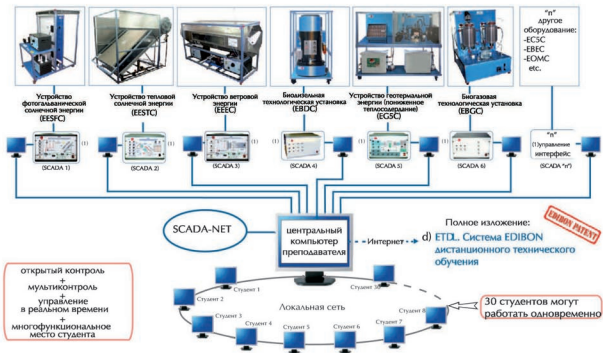 "n"
другое
оборудование:
-ECSC
-EBEC
-EOMC
etc.
Устройство
фотогальванической
солнечной энергии
(EESFC)
Устройство тепловой
солнечной энергии
(EESTC)
Устройство ветровой
энергии
(EEEC)
Биодизельная
технологическая установка
(EBDC)
Устройство геотермальной
энергии (пониженное
теплосодержание)
(EGSC)
Биогазовая
технологическая установка
(EBGC)
(1)
(1)
(1)
(1)
(1)
(1)
"n"
(1)управление
интерфейс
(SCADA 1)
(SCADA 2)
(SCADA 3)
(SCADA 4)
(SCADA 5)
(SCADA 6)
(SCADA "n")
SCADA-NET
центральный
компьютер
преподавателя
Интернет
Полное изложение:
EDIBON PATENT
d) ETDL. Система EDIBON
дистанционного технического
обучения
открытый контроль
+
мультиконтроль
+
управление
в реальном времени
+
многофункциональное
место студента
Студент 1
Студент 2
Студент 3
Студент 4
Студент 5
Студент 6
Студент 7
Студент 8
Студент 30
Локальная сеть
30 студентов могут
работать одновременно